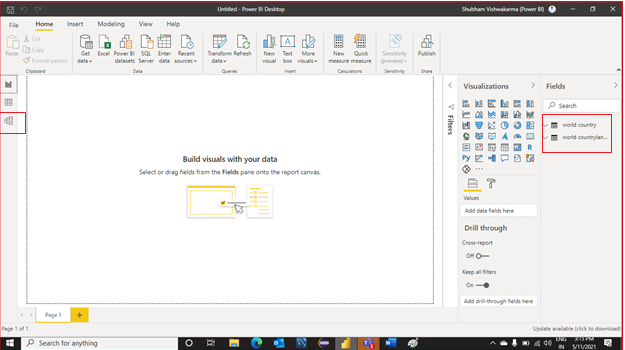 Untitled - Power BI Desktop
Shubham Vishwakarma (Power BI)
File Home Insert Modeling View Help
Paste
Cut
Copy
Format painter
Clipboard
Get data
Excel
Power BI datasets
SQL Server
Enter data
Recent sources
Data
Transform data
Refresh
Queries
New visual
Text box
More visuals
Insert
New measure
Quick measure
Calculations
Sensitivity (preview)
Sensitivity
Publish
Share
Build visuals with your data
Select or drag fields from the Fields pane onto the report canvas.
Filters
Visualizations
R
Py
Values
Add data fields here
Drill through
Cross-report
Off
Keep all filters
On
Add drill-through fields here
Fields
Search
world country
world countrylan...
Page 1
Page 1 of 1
Update available (click to download)
Search for anything
ENG
IN
3:15 PM
5/11/2021